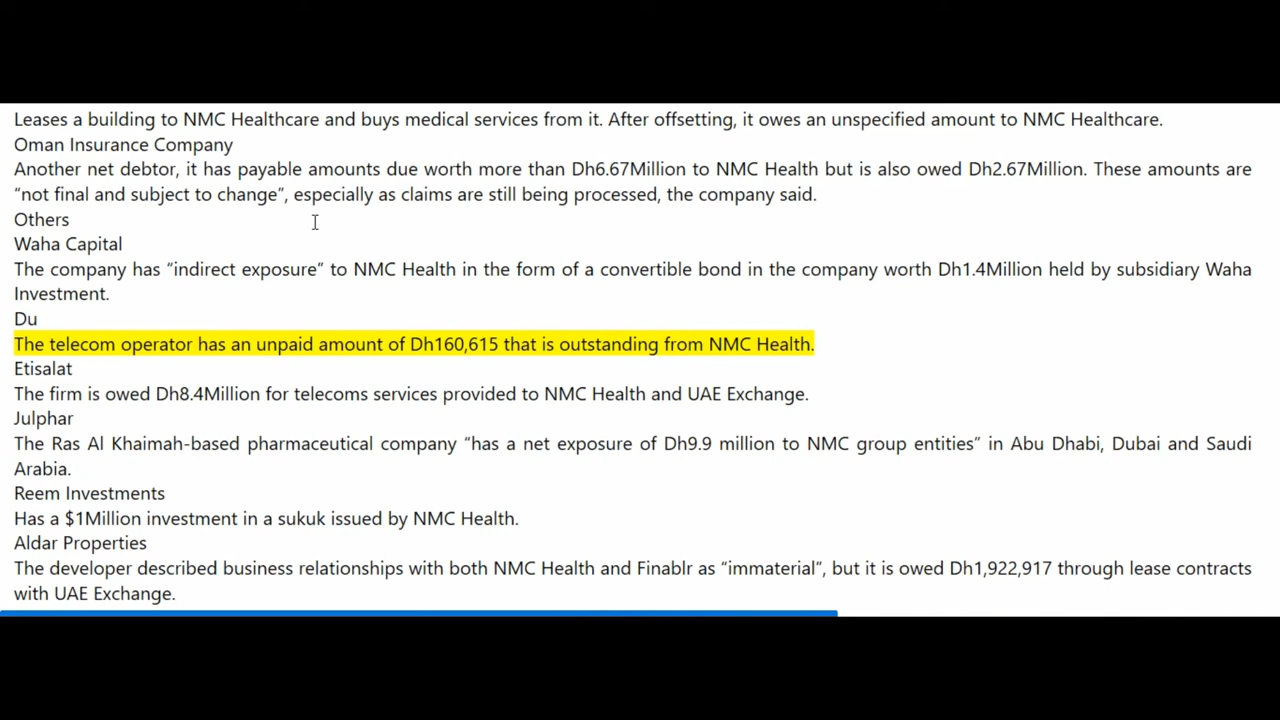 Leases a building to NMC Healthcare and buys medical services from it. After offsetting, it owes an unspecified amount to NMC Healthcare.
Oman Insurance Company
Another net debtor, it has payable amounts due worth more than Dh6.67Million to NMC Health but is also owed Dh2.67Million. These amounts are
“not final and subject to change”, especially as claims are still being processed, the company said.
Others
Waha Capital
The company has “indirect exposure” to NMC Health in the form of a convertible bond in the company worth Dh1.4Million held by subsidiary Waha
Investment.
Du
The telecom operator has an unpaid amount of Dh160,615 that is outstanding from NMC Health.
Etisalat
The firm is owed Dh8.4Million for telecoms services provided to NMC Health and UAE Exchange.
Julphar
The Ras Al Khaimah-based pharmaceutical company “has a net exposure of Dh9.9 million to NMC group entities” in Abu Dhabi, Dubai and Saudi
Arabia.
Reem Investments
Has a $1Million investment in a sukuk issued by NMC Health.
Aldar Properties
The developer described business relationships with both NMC Health and Finablr as “immaterial”, but it is owed Dh1,922,917 through lease contracts
with UAE Exchange.